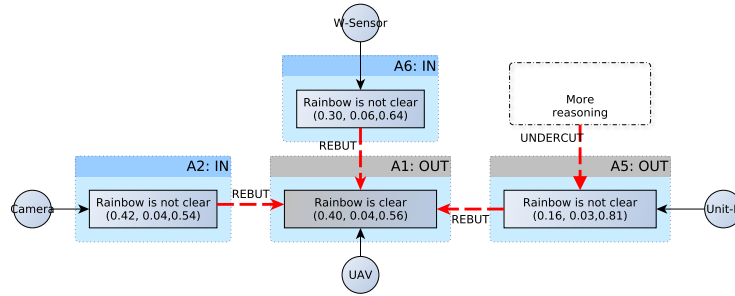 W-Sensor
A6: IN
Rainbow is not clear
(0.30, 0.06,0.64)
More
reasoning
REBUT
UNDERCUT
A2: IN
A1: OUT
A5: OUT
Camera
Rainbow is not clear
(0.42, 0.04,0.54)
REBUT
Rainbow is clear
(0.40, 0.04,0.56)
REBUT
Rainbow is not clear
(0.16, 0.03,0.81)
UAV